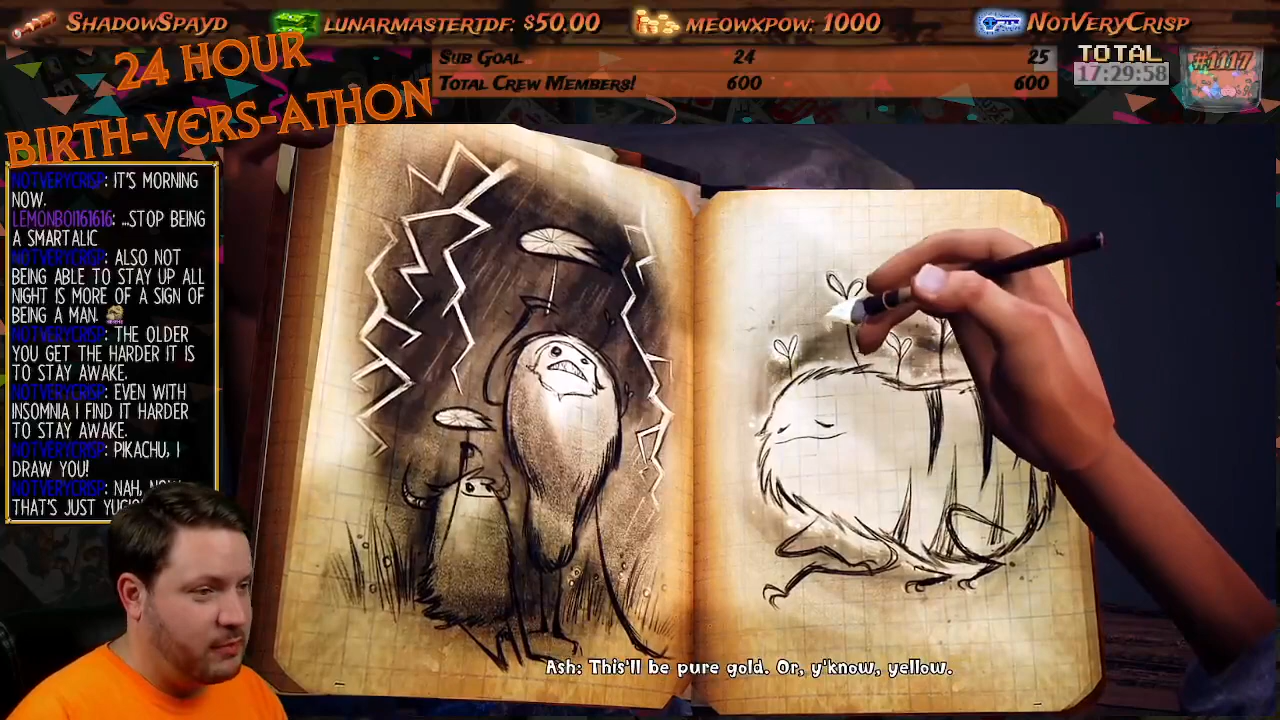 ShadowSpayd
lunarmastertdf: $50.00
meowxpow: 1000
NotVeryCrisp
24 HOUR
BIRTH-VERS-ATHON
Sub Goal 24 25
Total Crew Members! 600 600
TOTAL
17:29:58
#1117
NOTVERYCRISP: IT'S MORNING
NOW.
LEMONBOI161616: ...STOP BEING
A SMARTALIC
NOTVERYCRISP: ALSO NOT
BEING ABLE TO STAY UP ALL
NIGHT IS MORE OF A SIGN OF
BEING A MAN.
NOTVERYCRISP: THE OLDER
YOU GET THE HARDER IT IS
TO STAY AWAKE.
NOTVERYCRISP: EVEN WITH
INSOMNIA I FIND IT HARDER
TO STAY AWAKE.
NOTVERYCRISP: PIKACHU, I
DRAW YOU!
NOTVERYCRISP: NAH,
THAT'S JUST
Ash: This'll be pure gold. Or, y'know, yellow.